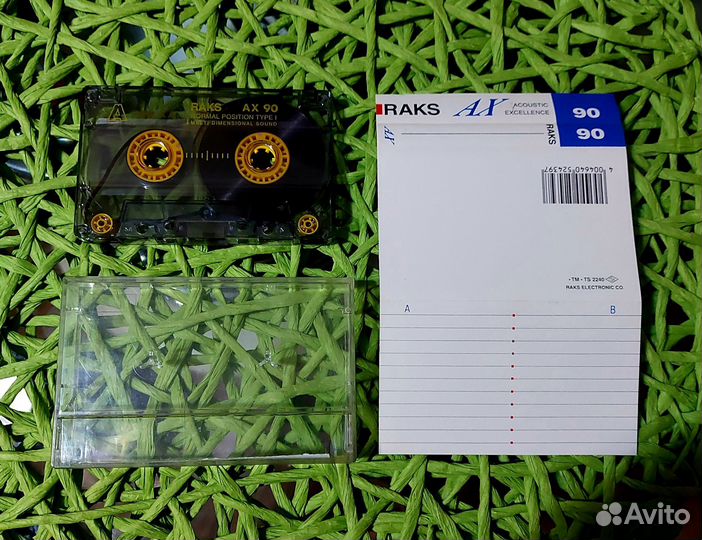 A
RAKS AX 90
NORMAL POSITION TYPE I
MULTI DIMENSIONAL SOUND
RAKS AX ACOUSTIC EXCELLENCE 90
AX RAKS 90
4 004640 524397
•TM•TS 2240
RAKS ELECTRONIC CO.
A B
Avito